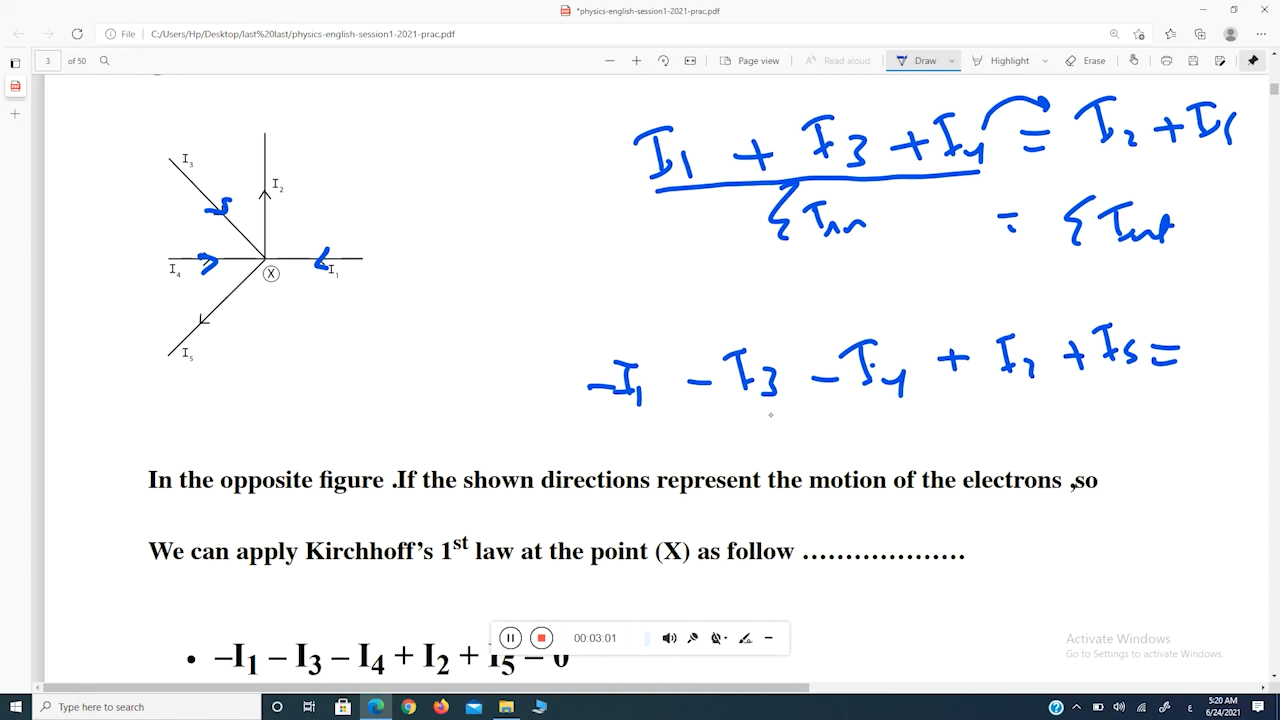 *physics-english-session1-2021-prac.pdf
File C:/Users/Hp/Desktop/last%20last/physics-english-session1-2021-prac.pdf
3 of 50 Page view Read aloud Draw Highlight Erase
I1 + I3 + I4 = I2 + I5
I3
I2
= 
I4
X
I1
I5
-I1 - I3 - I4 + I2 + I5 =
In the opposite figure .If the shown directions represent the motion of the electrons ,so
We can apply Kirchhoff's 1st law at the point (X) as follow ....................
00:03:01
Activate Windows
Go to Settings to activate Windows.
• –I1 – I3 – I4 + I2 + I5 = 0
Type here to search
5:20 AM
6/24/2021